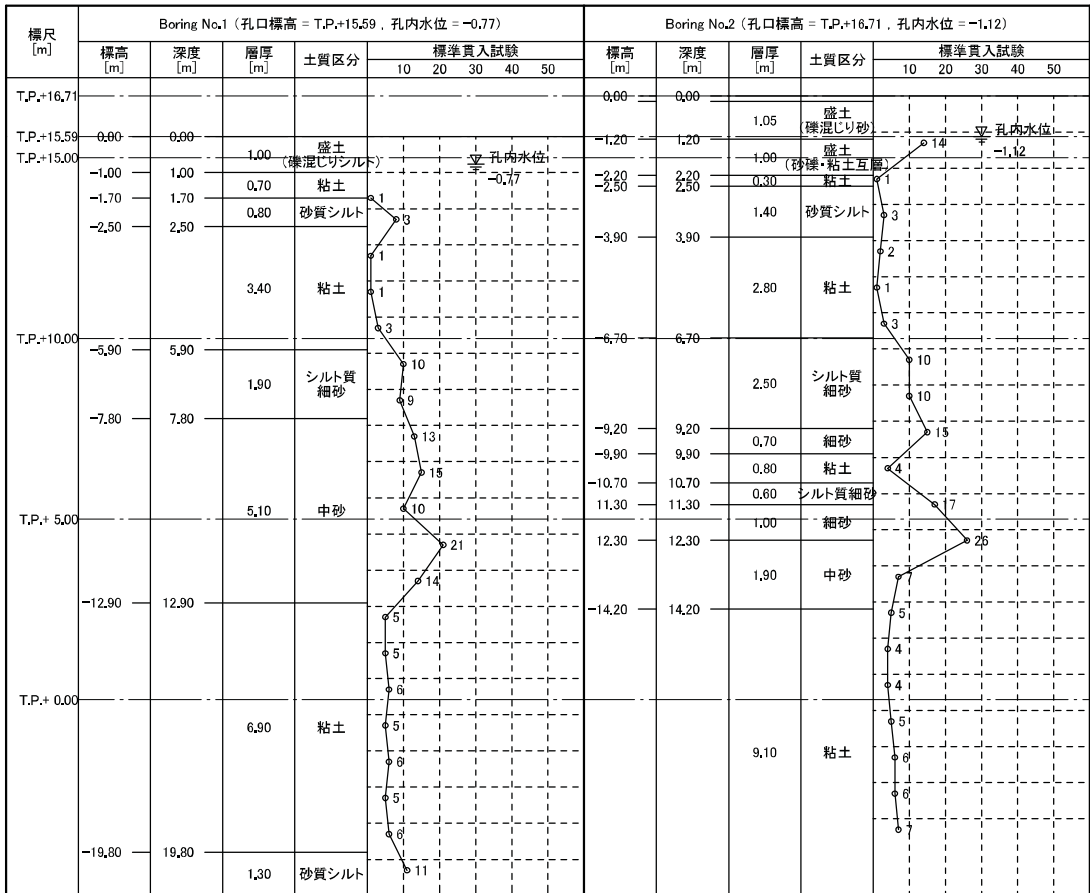 標尺
[m]
Boring No.1 (孔口標高 = T.P.+15.59 , 孔内水位 = -0.77)
標高
[m]
深度
[m]
層厚
[m]
土質区分
標準貫入試験
10 20 30 40 50
Boring No.2 (孔口標高 = T.P.+16.71 , 孔内水位 = -1.12)
標高
[m]
深度
[m]
層厚
[m]
土質区分
標準貫入試験
10 20 30 40 50
T.P.+16.71
T.P.+15.59
T.P.+15.00
T.P.+10.00
T.P.+ 5.00
T.P.+ 0.00
0.00 0.00
1.00 盛土
(礫混じりシルト)
-1.00 1.00
0.70 粘土
-1.70 1.70
0.80 砂質シルト
-2.50 2.50
3.40 粘土
-5.90 5.90
1.90 シルト質
細砂
-7.80 7.80
5.10 中砂
-12.90 12.90
6.90 粘土
-19.80 19.80
1.30 砂質シルト
孔内水位
-0.77
1
3
1
1
3
10
9
13
15
10
21
14
5
5
6
5
6
5
6
11
0.00 0.00
1.05 盛土
(礫混じり砂)
-1.20 1.20
1.00 盛土
(砂礫・粘土互層)
-2.20 2.20
0.30 粘土
-2.50 2.50
1.40 砂質シルト
-3.90 3.90
2.80 粘土
-6.70 6.70
2.50 シルト質
細砂
-9.20 9.20
0.70 細砂
-9.90 9.90
0.80 粘土
-10.70 10.70
0.60 シルト質細砂
11.30 11.30
1.00 細砂
12.30 12.30
1.90 中砂
-14.20 14.20
9.10 粘土
孔内水位
-1.12
14
1
3
2
1
3
10
10
15
4
17
26
7
5
4
4
5
6
6
7